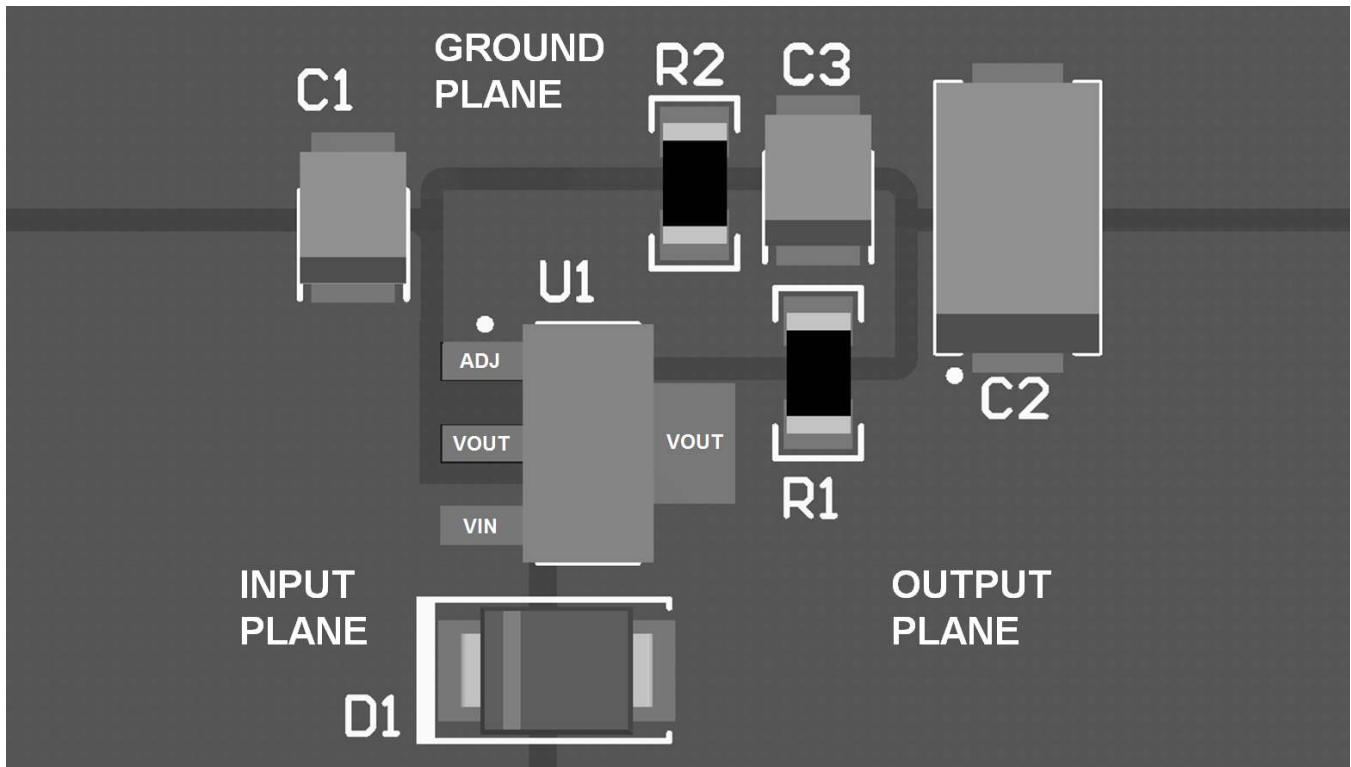 GROUND
PLANE
C1
R2
C3
U1
ADJ
VOUT
VOUT
VIN
C2
R1
INPUT
PLANE
OUTPUT
PLANE
D1